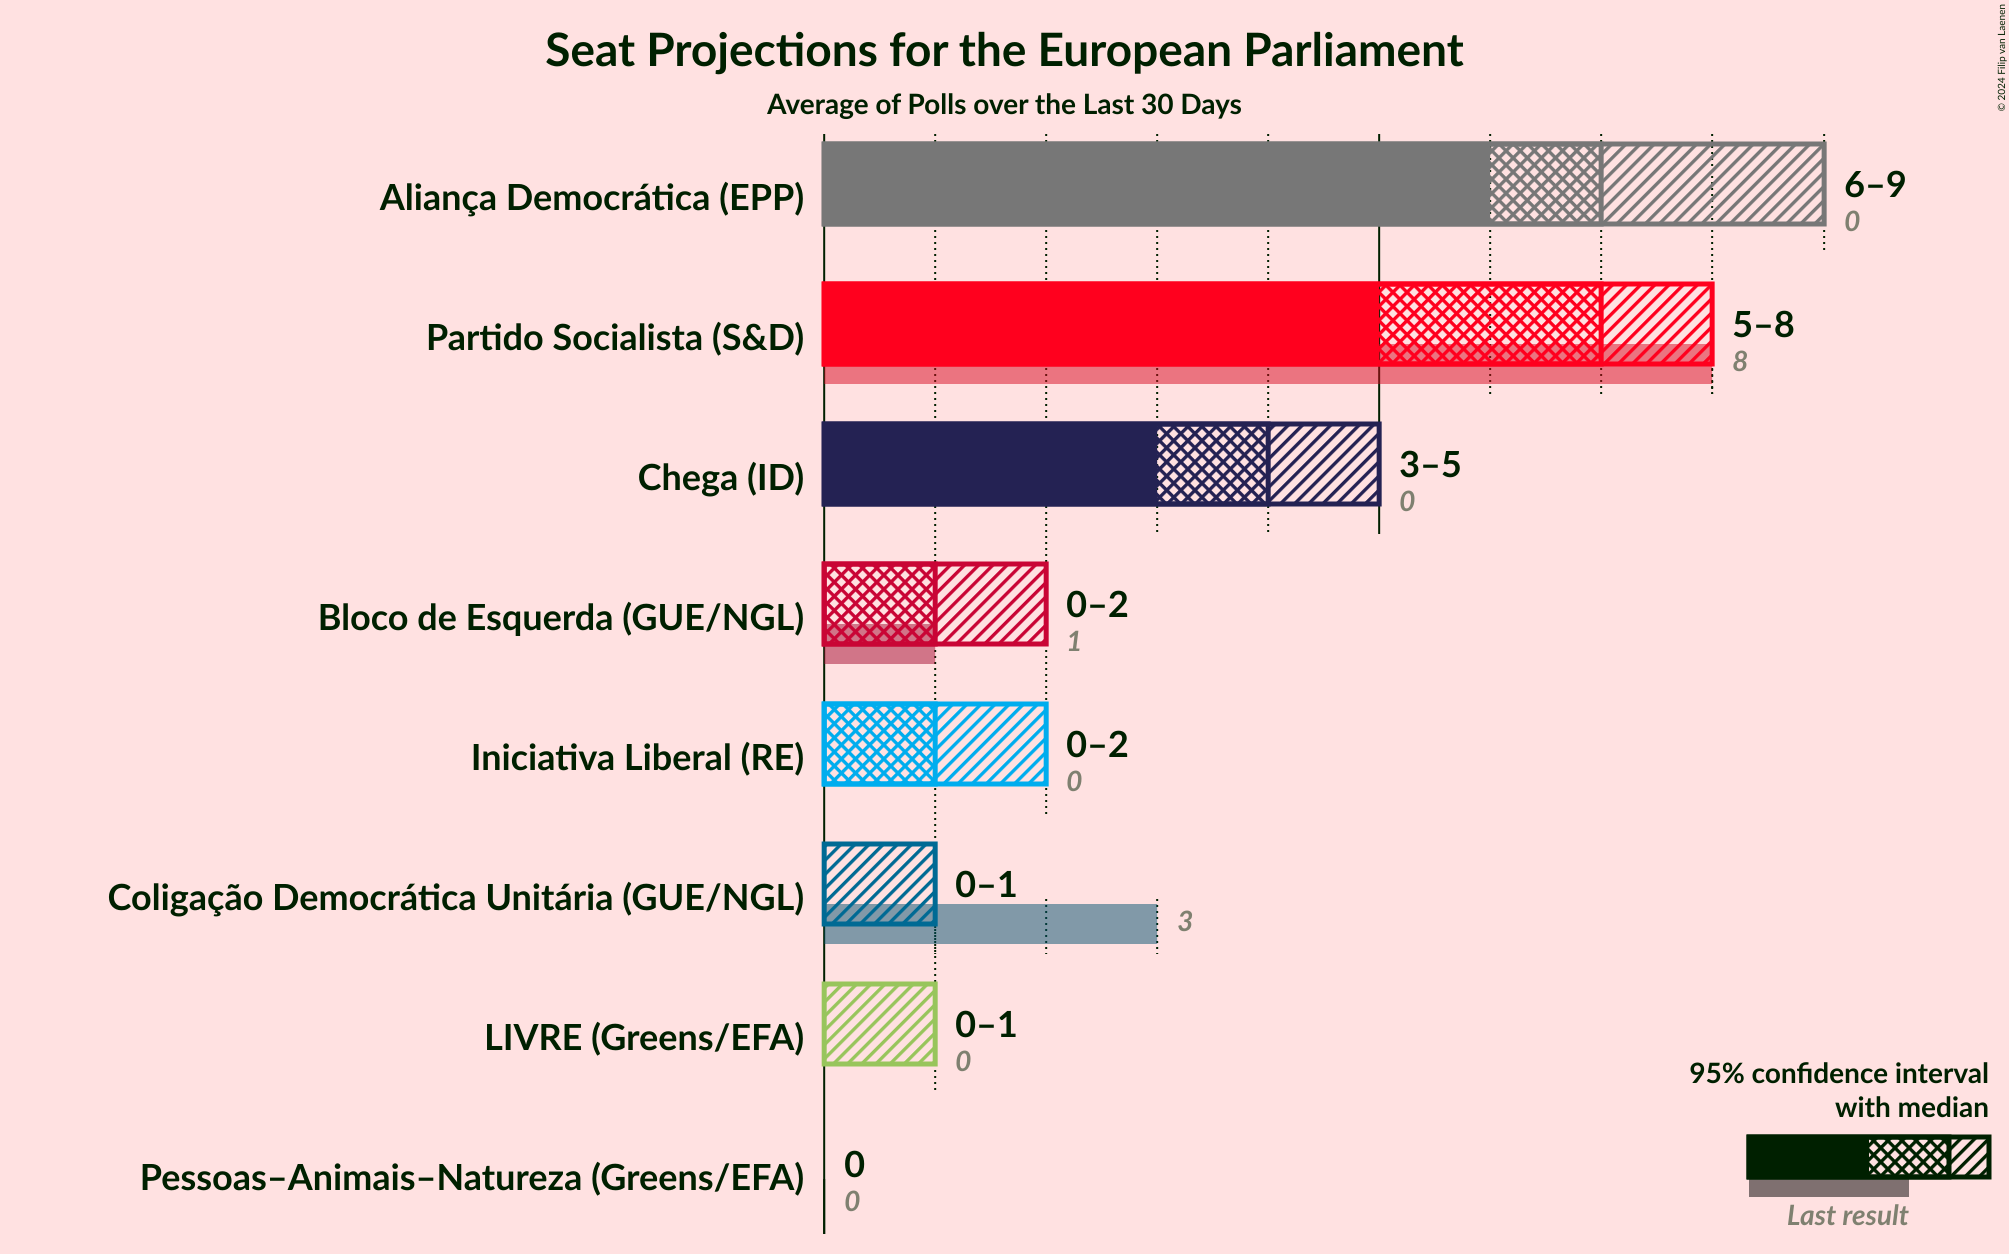 Seat Projections for the European Parliament
Average of Polls over the Last 30 Days
© 2024 Filip van Laenen
Aliança Democrática (EPP)
6–9
0
Partido Socialista (S&D)
5–8
8
Chega (ID)
3–5
0
Bloco de Esquerda (GUE/NGL)
0–2
1
Iniciativa Liberal (RE)
0–2
0
Coligação Democrática Unitária (GUE/NGL)
0–1
3
LIVRE (Greens/EFA)
0–1
0
Pessoas–Animais–Natureza (Greens/EFA)
0
0
95% confidence interval
with median
Last result